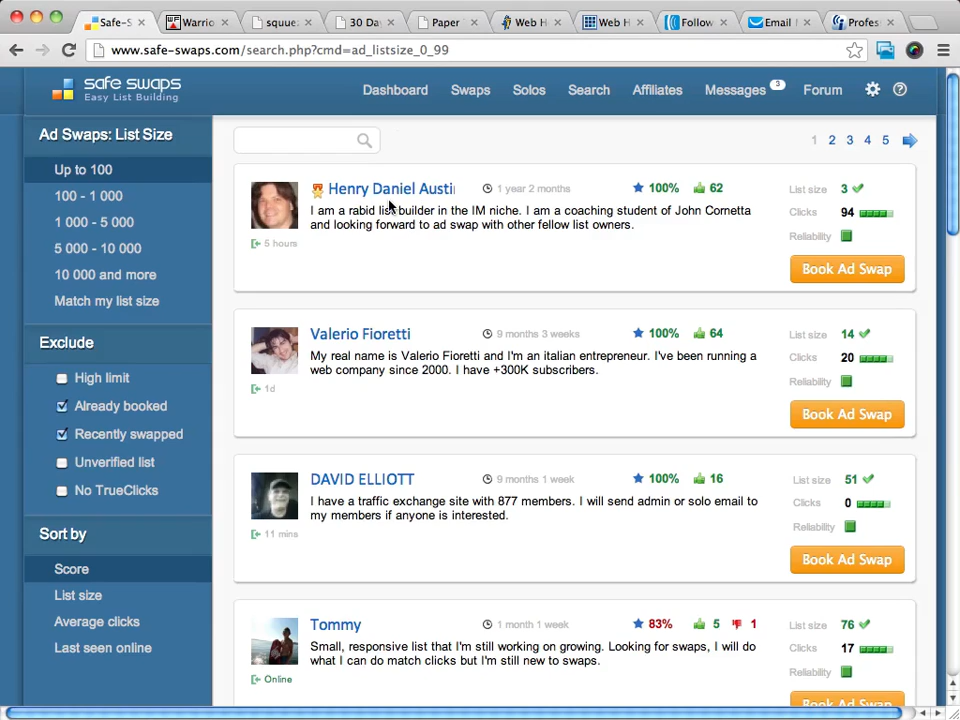 Safe-S
Warrio
squee
30 Da
Paper
Web H
Web H
Follow
Email
Profes
www.safe-swaps.com/search.php?cmd=ad_listsize_0_99
safe swaps
Easy List Building
Dashboard
Swaps
Solos
Search
Affiliates
Messages 3
Forum
Ad Swaps: List Size
Up to 100
100 - 1 000
1 000 - 5 000
5 000 - 10 000
10 000 and more
Match my list size
Exclude
High limit
Already booked
Recently swapped
Unverified list
No TrueClicks
Sort by
Score
List size
Average clicks
Last seen online
1 2 3 4 5
Henry Daniel Austi
1 year 2 months
100% 62
I am a rabid list builder in the IM niche. I am a coaching student of John Cornetta
and looking forward to ad swap with other fellow list owners.
5 hours
List size 3
Clicks 94
Reliability
Book Ad Swap
Valerio Fioretti
9 months 3 weeks
100% 64
My real name is Valerio Fioretti and I'm an italian entrepreneur. I've been running a
web company since 2000. I have +300K subscribers.
1d
List size 14
Clicks 20
Reliability
Book Ad Swap
DAVID ELLIOTT
9 months 1 week
100% 16
I have a traffic exchange site with 877 members. I will send admin or solo email to
my members if anyone is interested.
11 mins
List size 51
Clicks 0
Reliability
Book Ad Swap
Tommy
1 month 1 week
83% 5 1
Small, responsive list that I'm still working on growing. Looking for swaps, I will do
what I can do match clicks but I'm still new to swaps.
Online
List size 76
Clicks 17
Reliability
Book Ad Swap